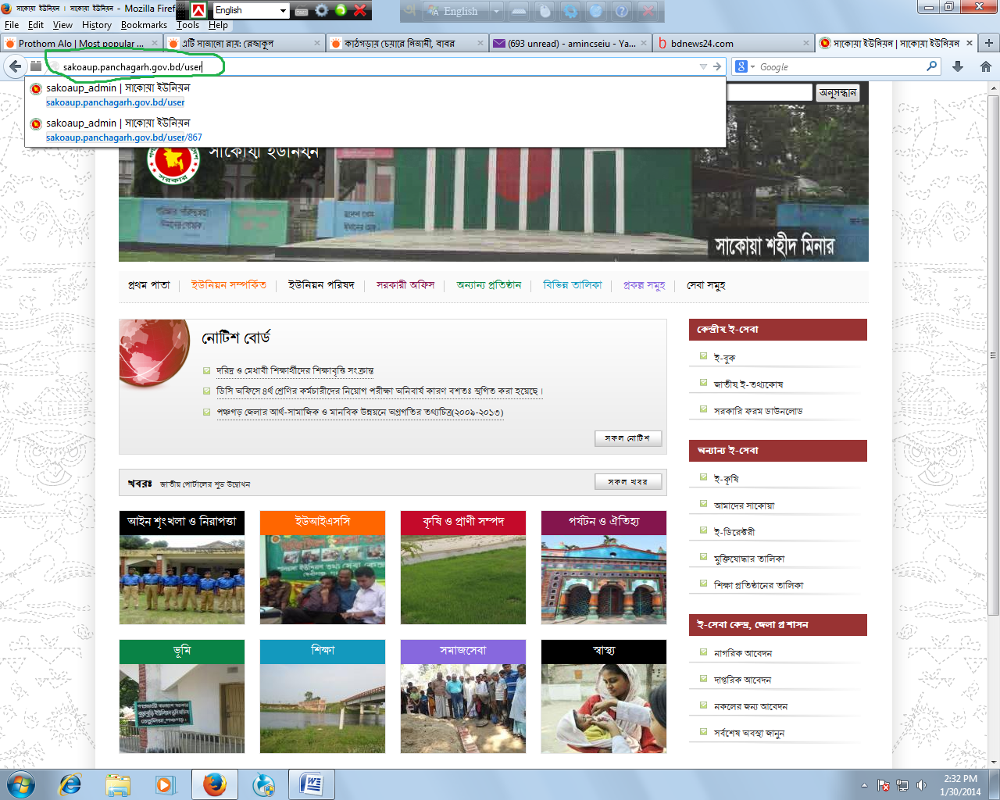 সাকোয়া ইউনিয়ন । সাকোয়া ইউনিয়ন - Mozilla Firef
English
English
File Edit View History Bookmarks Tools Help
Prothom Alo | Most popular ...
এটি সাজানো রায়: রেজাকুল
কাঠগড়ায় চেয়ারে নিজামী, বাবর
(693 unread) - amincceiu - Ya...
bdnews24.com
সাকোয়া ইউনিয়ন | সাকোয়া ইউনিয়ন
sakoaup.panchagarh.gov.bd/user
Google
sakoaup_admin | সাকোয়া ইউনিয়ন
sakoaup.panchagarh.gov.bd/user
sakoaup_admin | সাকোয়া ইউনিয়ন
sakoaup.panchagarh.gov.bd/user/867
অনুসন্ধান
সাকোয়া ইউনিয়ন
সাকোয়া শহীদ মিনার
প্রথম পাতা
ইউনিয়ন সম্পর্কিত
ইউনিয়ন পরিষদ
সরকারী অফিস
অন্যান্য প্রতিষ্ঠান
বিভিন্ন তালিকা
প্রকল্প সমুহ
সেবা সমুহ
নোটিশ বোর্ড
দরিদ্র ও মেধাবী শিক্ষার্থীদের শিক্ষাবৃত্তি সংক্রান্ত
ডিসি অফিসে ৪র্থ শ্রেণির কর্মচারীদের নিয়োগ পরীক্ষা অনিবার্য কারণ বশতঃ স্থগিত করা হয়েছে।
পঞ্চগড় জেলার আর্থ-সামাজিক ও মানবিক উন্নয়নে অগ্রগতির তথ্যচিত্র(২০০৯-২০১৩)
সকল নোটিশ
খবরঃ
জাতীয় পোর্টালের শুভ উদ্বোধন
সকল খবর
আইন শৃংখলা ও নিরাপত্তা
ইউআইএসসি
কৃষি ও প্রাণী সম্পদ
পর্যটন ও ঐতিহ্য
ভূমি
শিক্ষা
সমাজসেবা
স্বাস্থ্য
কেন্দ্রীয় ই-সেবা
ই-বুক
জাতীয় ই-তথ্যকোষ
সরকারি ফরম ডাউনলোড
অন্যান্য ই-সেবা
ই-কৃষি
আমাদের সাকোয়া
ই-ডিরেক্টরী
মুক্তিযোদ্ধার তালিকা
শিক্ষা প্রতিষ্ঠানের তালিকা
ই-সেবা কেন্দ্র, জেলা প্রশাসন
নাগরিক আবেদন
দাপ্তরিক আবেদন
নকলের জন্য আবেদন
সর্বশেষ অবস্থা জানুন
2:32 PM
1/30/2014